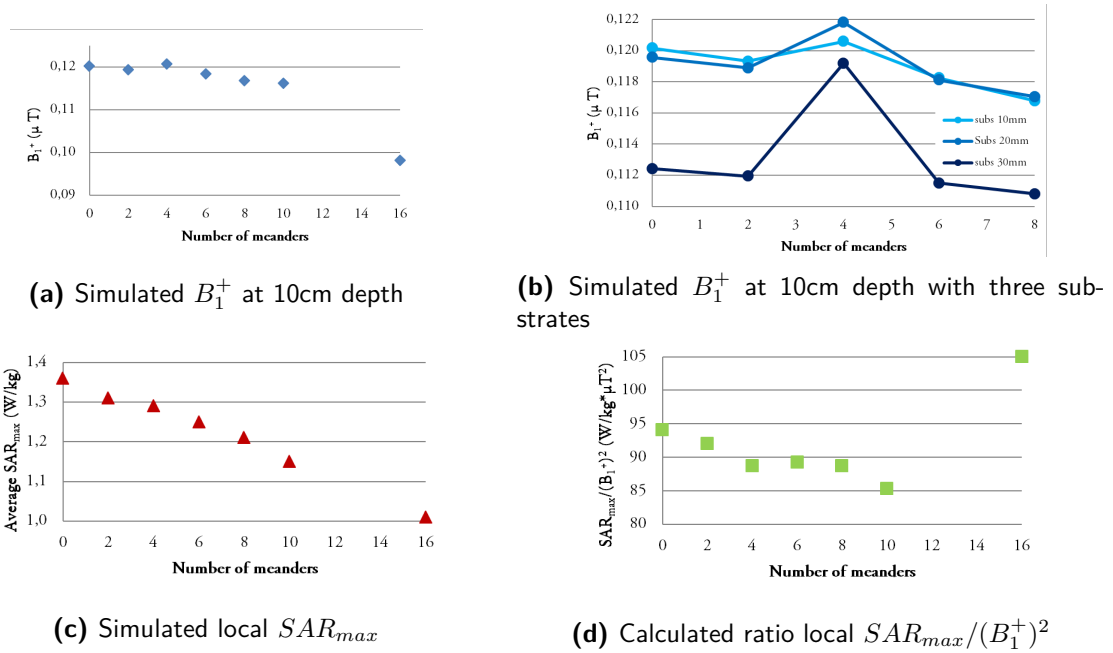 0,12
0,11
0,10
0,09
B₁⁺ (µ T)
0 2 4 6 8 10 12 14 16
Number of meanders
(a) Simulated B₁⁺ at 10cm depth
0,122
0,120
0,118
0,116
0,114
0,112
0,110
B₁⁺ (µ T)
subs 10mm
Subs 20mm
subs 30mm
0 1 2 3 4 5 6 7 8
Number of meanders
(b) Simulated B₁⁺ at 10cm depth with three sub-
strates
1,4
1,3
1,2
1,1
1,0
Average SARmax (W/kg)
0 2 4 6 8 10 12 14 16
Number of meanders
(c) Simulated local SARmax
105
100
95
90
85
80
SARmax/(B₁⁺)² (W/kg*µT²)
0 2 4 6 8 10 12 14 16
Number of meanders
(d) Calculated ratio local SARmax/(B₁⁺)²